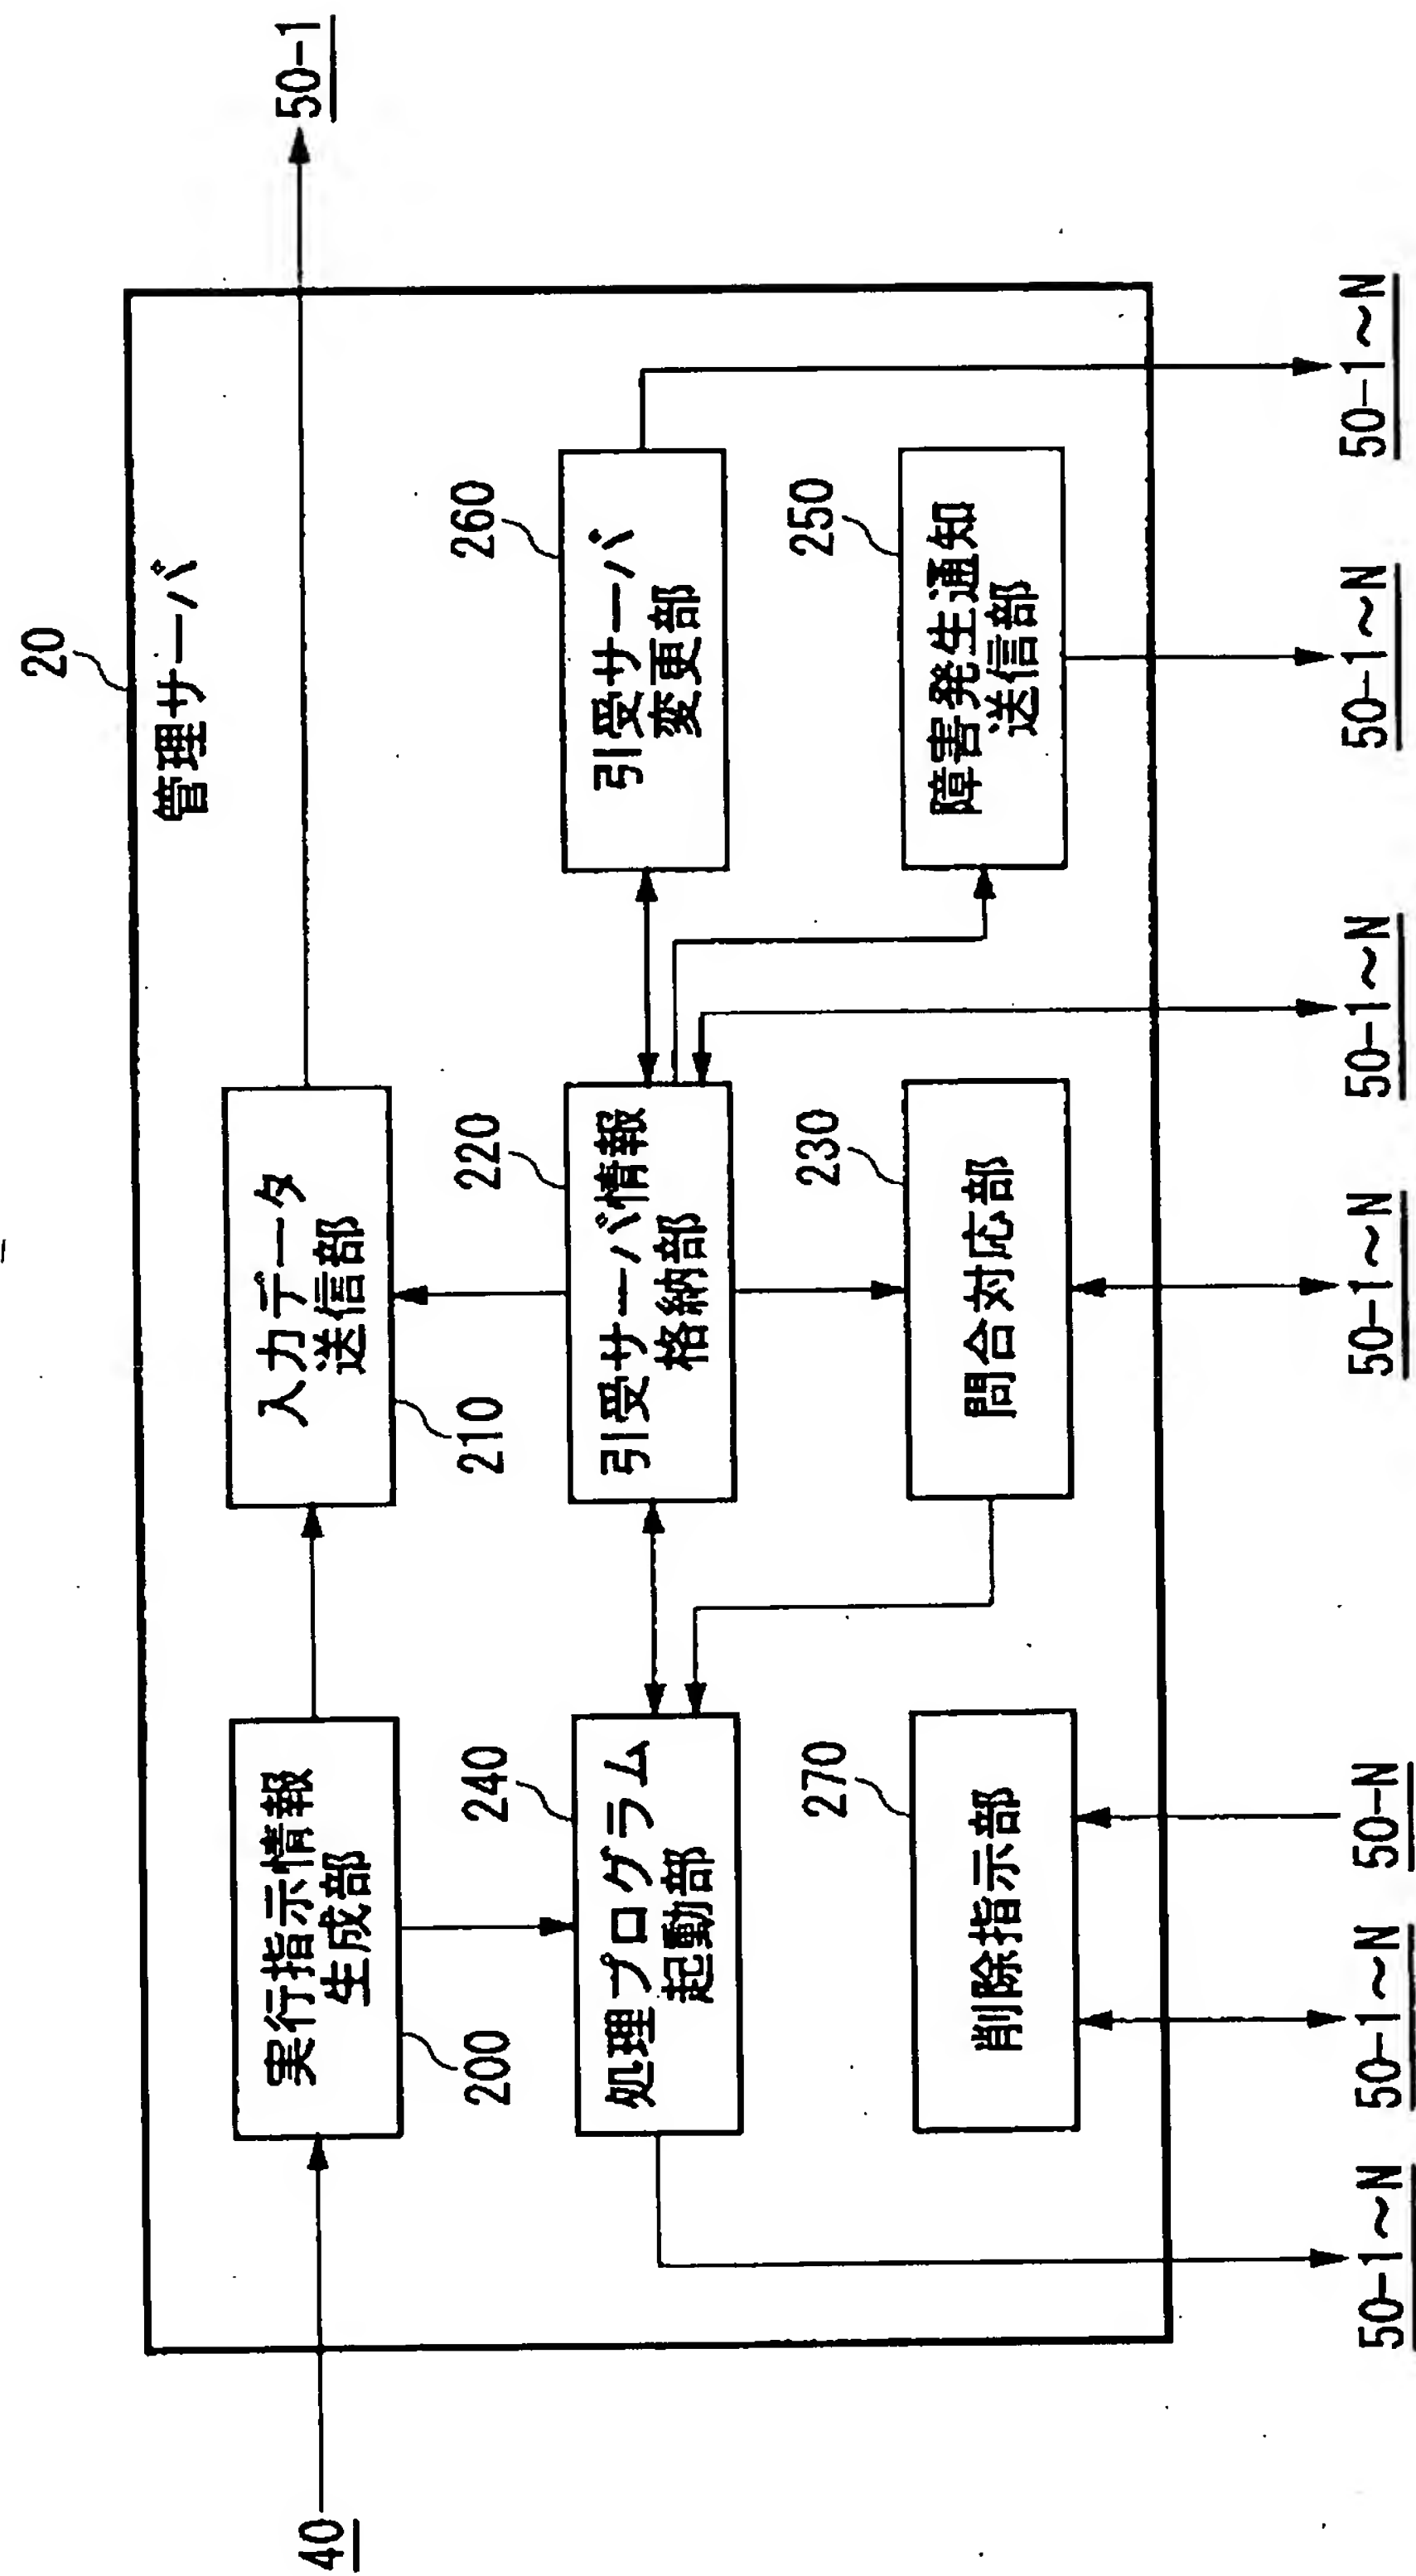 20
管理サーバ
40
実行指示情報
生成部
200
入力データ
送信部
210
50-1
処理プログラム
起動部
240
引受サーバ情報
格納部
220
引受サーバ
変更部
260
削除指示部
270
問合対応部
230
障害発生通知
送信部
250
50-1~N
50-1~N
50-N
50-1~N
50-1~N
50-1~N
50-1~N